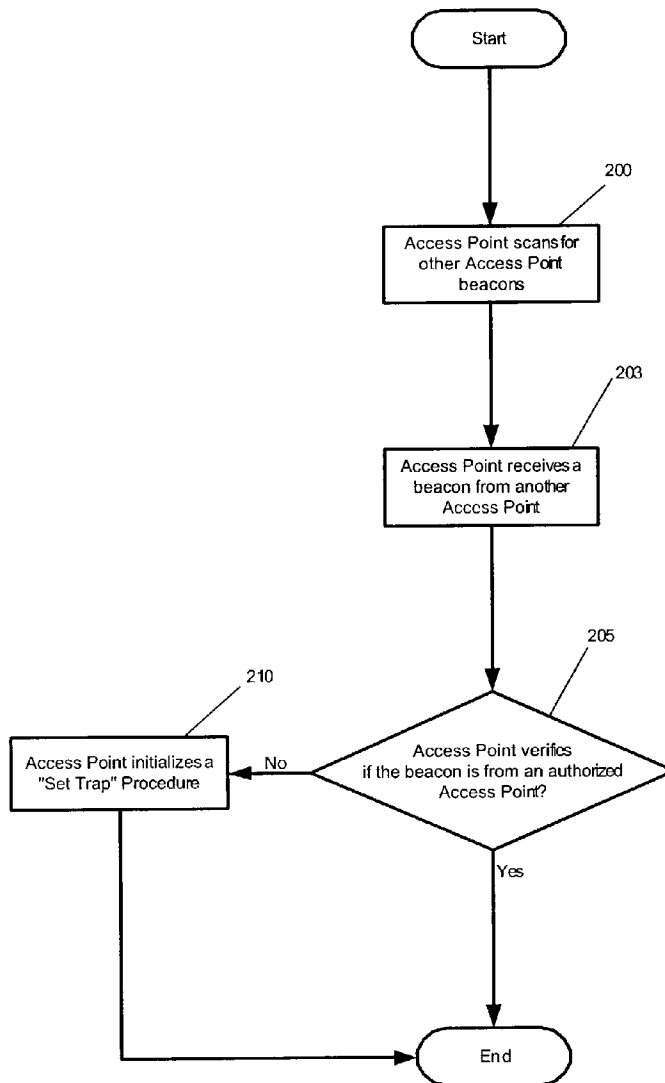 Start
200
Access Point scans for
other Access Point
beacons
203
Access Point receives a
beacon from another
Access Point
205
210
Access Point verifies
if the beacon is from an authorized
Access Point?
Access Point initializes a
"Set Trap" Procedure
No
Yes
End